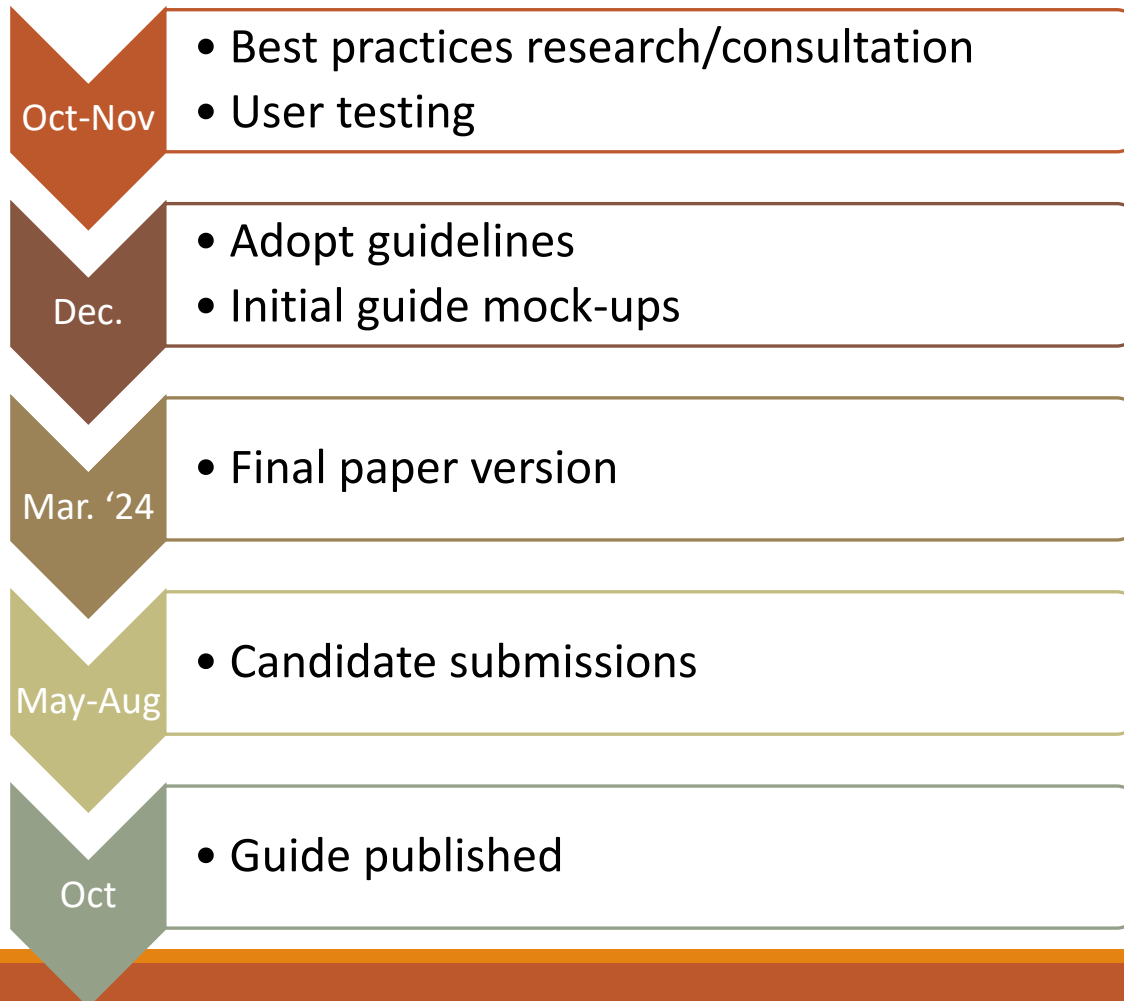 Oct-Nov
• Best practices research/consultation
• User testing
Dec.
• Adopt guidelines
• Initial guide mock-ups
Mar. ‘24
• Final paper version
May-Aug
• Candidate submissions
Oct
• Guide published